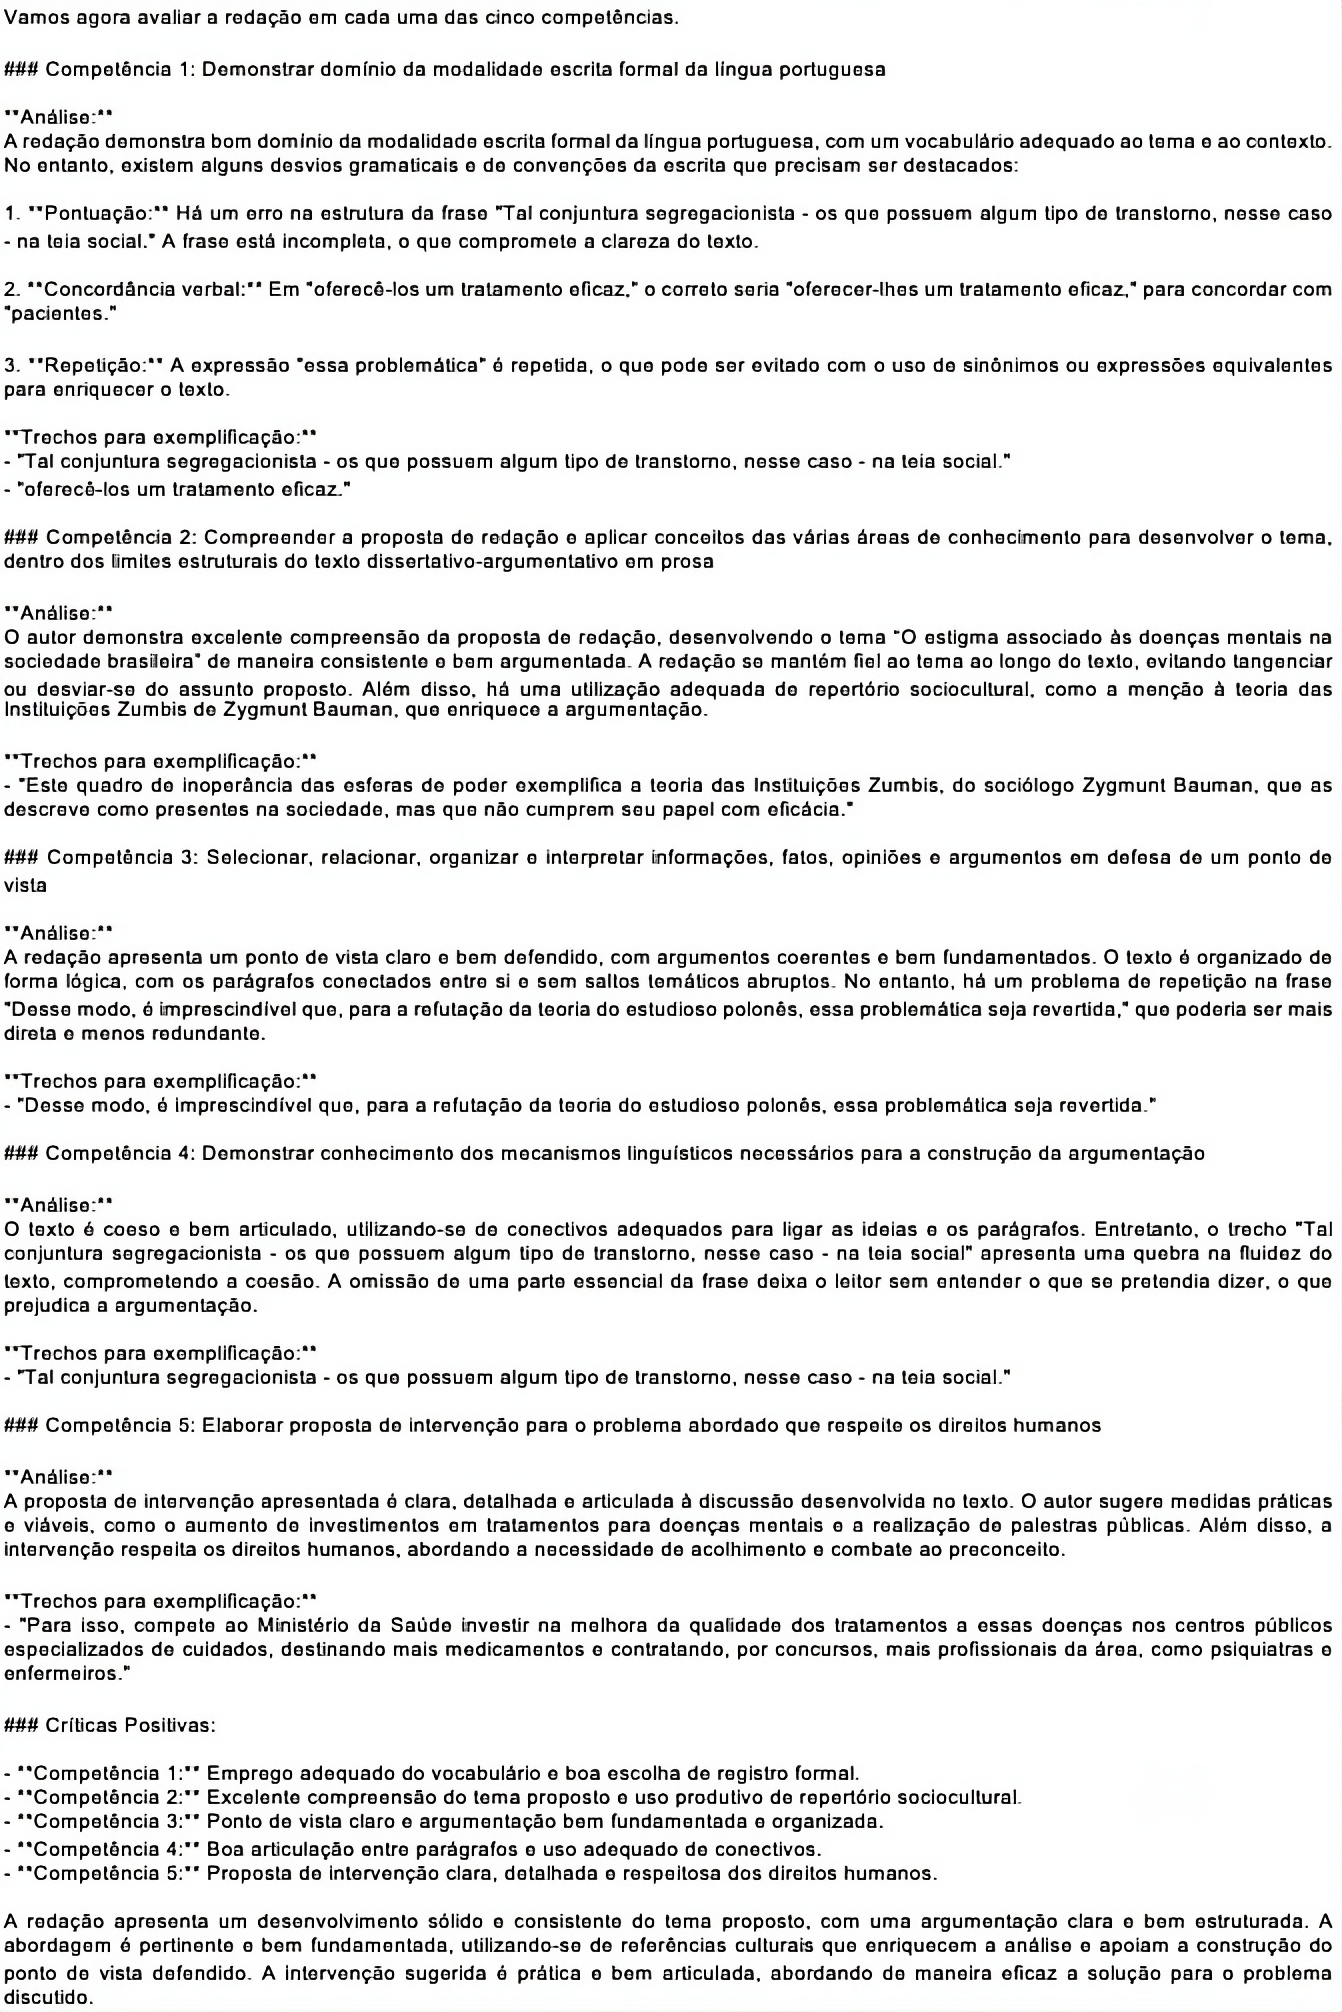 Vamos agora avaliar a redação em cada uma das cinco competências.
### Competência 1: Demonstrar domínio da modalidade escrita formal da língua portuguesa
**Análise:**
A redação demonstra bom domínio da modalidade escrita formal da língua portuguesa, com um vocabulário adequado ao tema e ao contexto.
No entanto, existem alguns desvios gramaticais e de convenções da escrita que precisam ser destacados:
1. **Pontuação:** Há um erro na estrutura da frase "Tal conjuntura segregacionista - os que possuem algum tipo de transtorno, nesse caso
- na teia social." A frase está incompleta, o que compromete a clareza do texto.
2. **Concordância verbal:** Em "oferecê-los um tratamento eficaz," o correto seria "oferecer-lhes um tratamento eficaz," para concordar com
"pacientes."
3. **Repetição:** A expressão "essa problemática" é repetida, o que pode ser evitado com o uso de sinônimos ou expressões equivalentes
para enriquecer o texto.
**Trechos para exemplificação:**
- "Tal conjuntura segregacionista - os que possuem algum tipo de transtorno, nesse caso - na teia social."
- "oferecê-los um tratamento eficaz."
### Competência 2: Compreender a proposta de redação e aplicar conceitos das várias áreas de conhecimento para desenvolver o tema,
dentro dos limites estruturais do texto dissertativo-argumentativo em prosa
**Análise:**
O autor demonstra excelente compreensão da proposta de redação, desenvolvendo o tema "O estigma associado às doenças mentais na
sociedade brasileira" de maneira consistente e bem argumentada. A redação se mantém fiel ao tema ao longo do texto, evitando tangenciar
ou desviar-se do assunto proposto. Além disso, há uma utilização adequada de repertório sociocultural, como a menção à teoria das
Instituições Zumbis de Zygmunt Bauman, que enriquece a argumentação.
**Trechos para exemplificação:**
- "Este quadro de inoperância das esferas de poder exemplifica a teoria das Instituições Zumbis, do sociólogo Zygmunt Bauman, que as
descreve como presentes na sociedade, mas que não cumprem seu papel com eficácia."
### Competência 3: Selecionar, relacionar, organizar e interpretar informações, fatos, opiniões e argumentos em defesa de um ponto de
vista
**Análise:**
A redação apresenta um ponto de vista claro e bem defendido, com argumentos coerentes e bem fundamentados. O texto é organizado de
forma lógica, com os parágrafos conectados entre si e sem saltos temáticos abruptos. No entanto, há um problema de repetição na frase
"Desse modo, é imprescindível que, para a refutação da teoria do estudioso polonês, essa problemática seja revertida," que poderia ser mais
direta e menos redundante.
**Trechos para exemplificação:**
- "Desse modo, é imprescindível que, para a refutação da teoria do estudioso polonês, essa problemática seja revertida."
### Competência 4: Demonstrar conhecimento dos mecanismos linguísticos necessários para a construção da argumentação
**Análise:**
O texto é coeso e bem articulado, utilizando-se de conectivos adequados para ligar as ideias e os parágrafos. Entretanto, o trecho "Tal
conjuntura segregacionista - os que possuem algum tipo de transtorno, nesse caso - na teia social" apresenta uma quebra na fluidez do
texto, comprometendo a coesão. A omissão de uma parte essencial da frase deixa o leitor sem entender o que se pretendia dizer, o que
prejudica a argumentação.
**Trechos para exemplificação:**
- "Tal conjuntura segregacionista - os que possuem algum tipo de transtorno, nesse caso - na teia social."
### Competência 5: Elaborar proposta de intervenção para o problema abordado que respeite os direitos humanos
**Análise:**
A proposta de intervenção apresentada é clara, detalhada e articulada à discussão desenvolvida no texto. O autor sugere medidas práticas
e viáveis, como o aumento de investimentos em tratamentos para doenças mentais e a realização de palestras públicas. Além disso, a
intervenção respeita os direitos humanos, abordando a necessidade de acolhimento e combate ao preconceito.
**Trechos para exemplificação:**
- "Para isso, compete ao Ministério da Saúde investir na melhora da qualidade dos tratamentos a essas doenças nos centros públicos
especializados de cuidados, destinando mais medicamentos e contratando, por concursos, mais profissionais da área, como psiquiatras e
enfermeiros."
### Críticas Positivas:
- **Competência 1:** Emprego adequado do vocabulário e boa escolha de registro formal.
- **Competência 2:** Excelente compreensão do tema proposto e uso produtivo de repertório sociocultural.
- **Competência 3:** Ponto de vista claro e argumentação bem fundamentada e organizada.
- **Competência 4:** Boa articulação entre parágrafos e uso adequado de conectivos.
- **Competência 5:** Proposta de intervenção clara, detalhada e respeitosa dos direitos humanos.
A redação apresenta um desenvolvimento sólido e consistente do tema proposto, com uma argumentação clara e bem estruturada. A
abordagem é pertinente e bem fundamentada, utilizando-se de referências culturais que enriquecem a análise e apoiam a construção do
ponto de vista defendido. A intervenção sugerida é prática e bem articulada, abordando de maneira eficaz a solução para o problema
discutido.